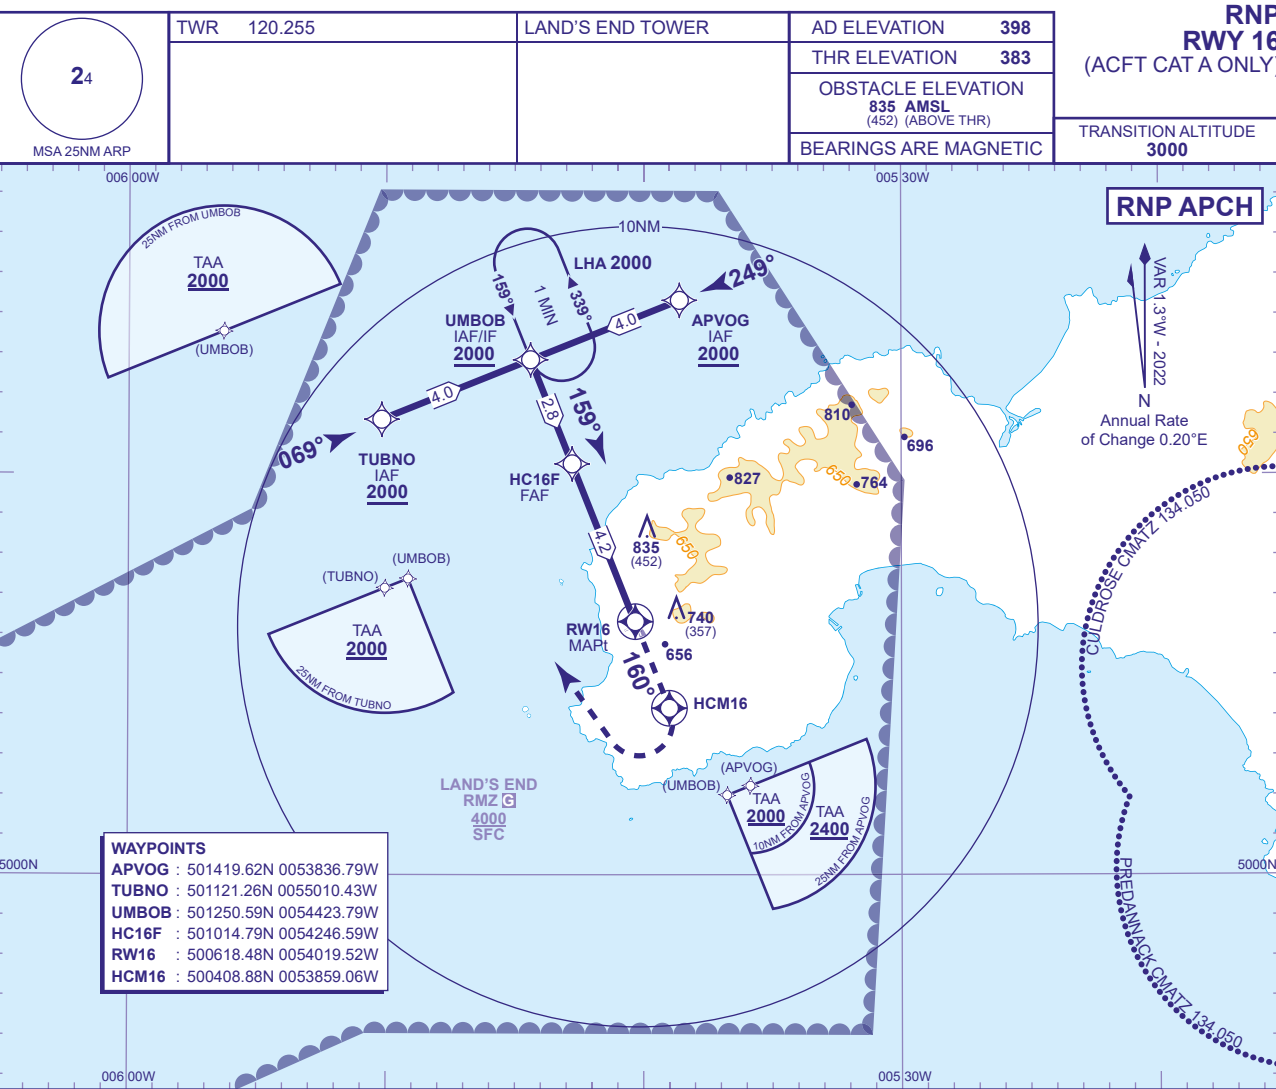 24
MSA 25NM ARP
TWR 120.255
LAND'S END TOWER
AD ELEVATION 398
THR ELEVATION 383
OBSTACLE ELEVATION
835 AMSL
(452) (ABOVE THR)
BEARINGS ARE MAGNETIC
RNP
RWY 16
(ACFT CAT A ONLY)
TRANSITION ALTITUDE
3000
006 00W
005 30W
RNP APCH
VAR 1.3°W - 2022
N
Annual Rate
of Change 0.20°E
25NM FROM UMBOB
TAA
2000
(UMBOB)
10NM
LHA 2000
159°
1 MIN
339°
249°
UMBOB
IAF/IF
2000
4.0
APVOG
IAF
2000
4.0
2.8
159°
069°
TUBNO
IAF
2000
HC16F
FAF
4.2
810
696
827
650
764
650
835
(452)
650
740
(357)
656
RW16
MAPt
160°
HCM16
(UMBOB)
(TUBNO)
TAA
2000
25NM FROM TUBNO
CULDROSE CMATZ 134.050
LAND'S END
RMZ G
4000
SFC
(APVOG)
(UMBOB)
TAA
2000
10NM FROM APVOG
TAA
2400
25NM FROM APVOG
PREDANNACK CMATZ 134.050
5000N
5000N
WAYPOINTS
APVOG : 501419.62N 0053836.79W
TUBNO : 501121.26N 0055010.43W
UMBOB : 501250.59N 0054423.79W
HC16F : 501014.79N 0054246.59W
RW16 : 500618.48N 0054019.52W
HCM16 : 500408.88N 0053859.06W
006 00W
005 30W